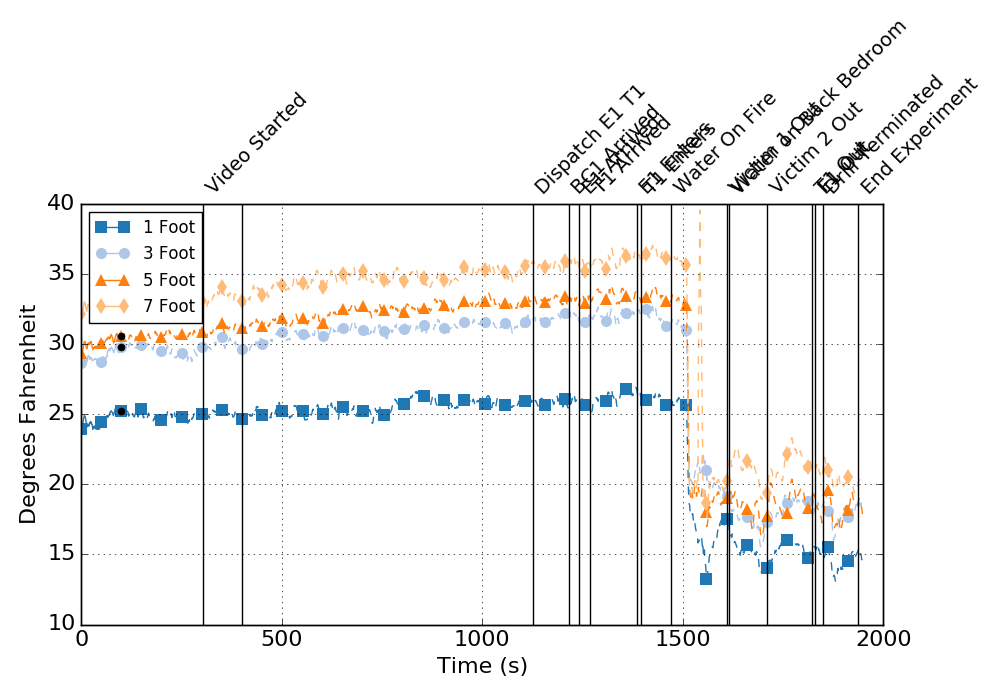 Video Started
Dispatch E1 T1
BC1 Arrived
E1 Arrived
T1 Arrived
E1 Enters
T1 Enters
Water On Fire
Victim 1 Out
Water on Back Bedroom
Victim 2 Out
T1 Out
E1 Out
Drill Terminated
End Experiment
1 Foot
3 Foot
5 Foot
7 Foot
Degrees Fahrenheit
40
35
30
25
20
15
10
0
500
1000
1500
2000
Time (s)